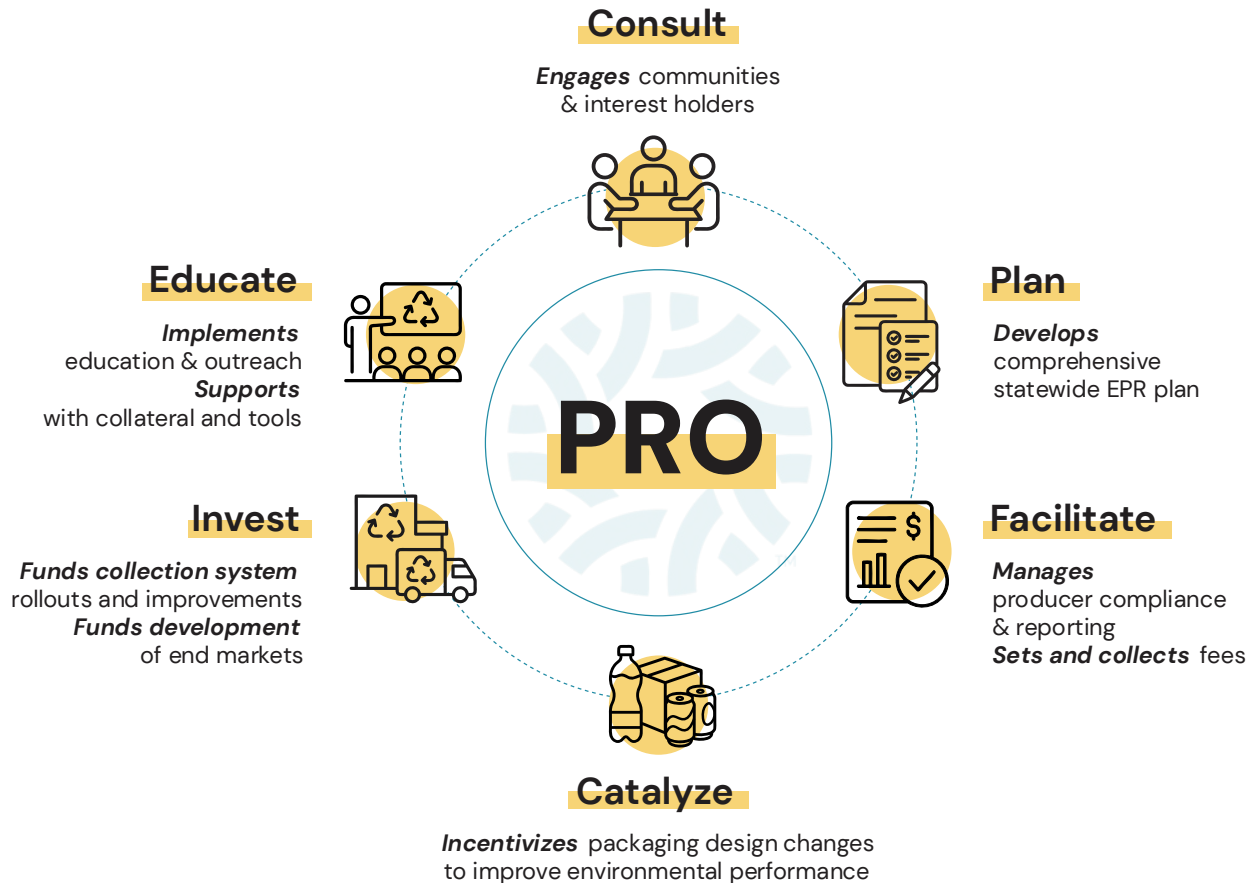 Consult
Engages communities
& interest holders
Plan
Develops
comprehensive
statewide EPR plan
Facilitate
Manages
producer compliance
& reporting
Sets and collects fees
Catalyze
Incentivizes packaging design changes
to improve environmental performance
Invest
Funds collection system
rollouts and improvements
Funds development
of end markets
Educate
Implements
education & outreach
Supports
with collateral and tools
PRO
TM
$